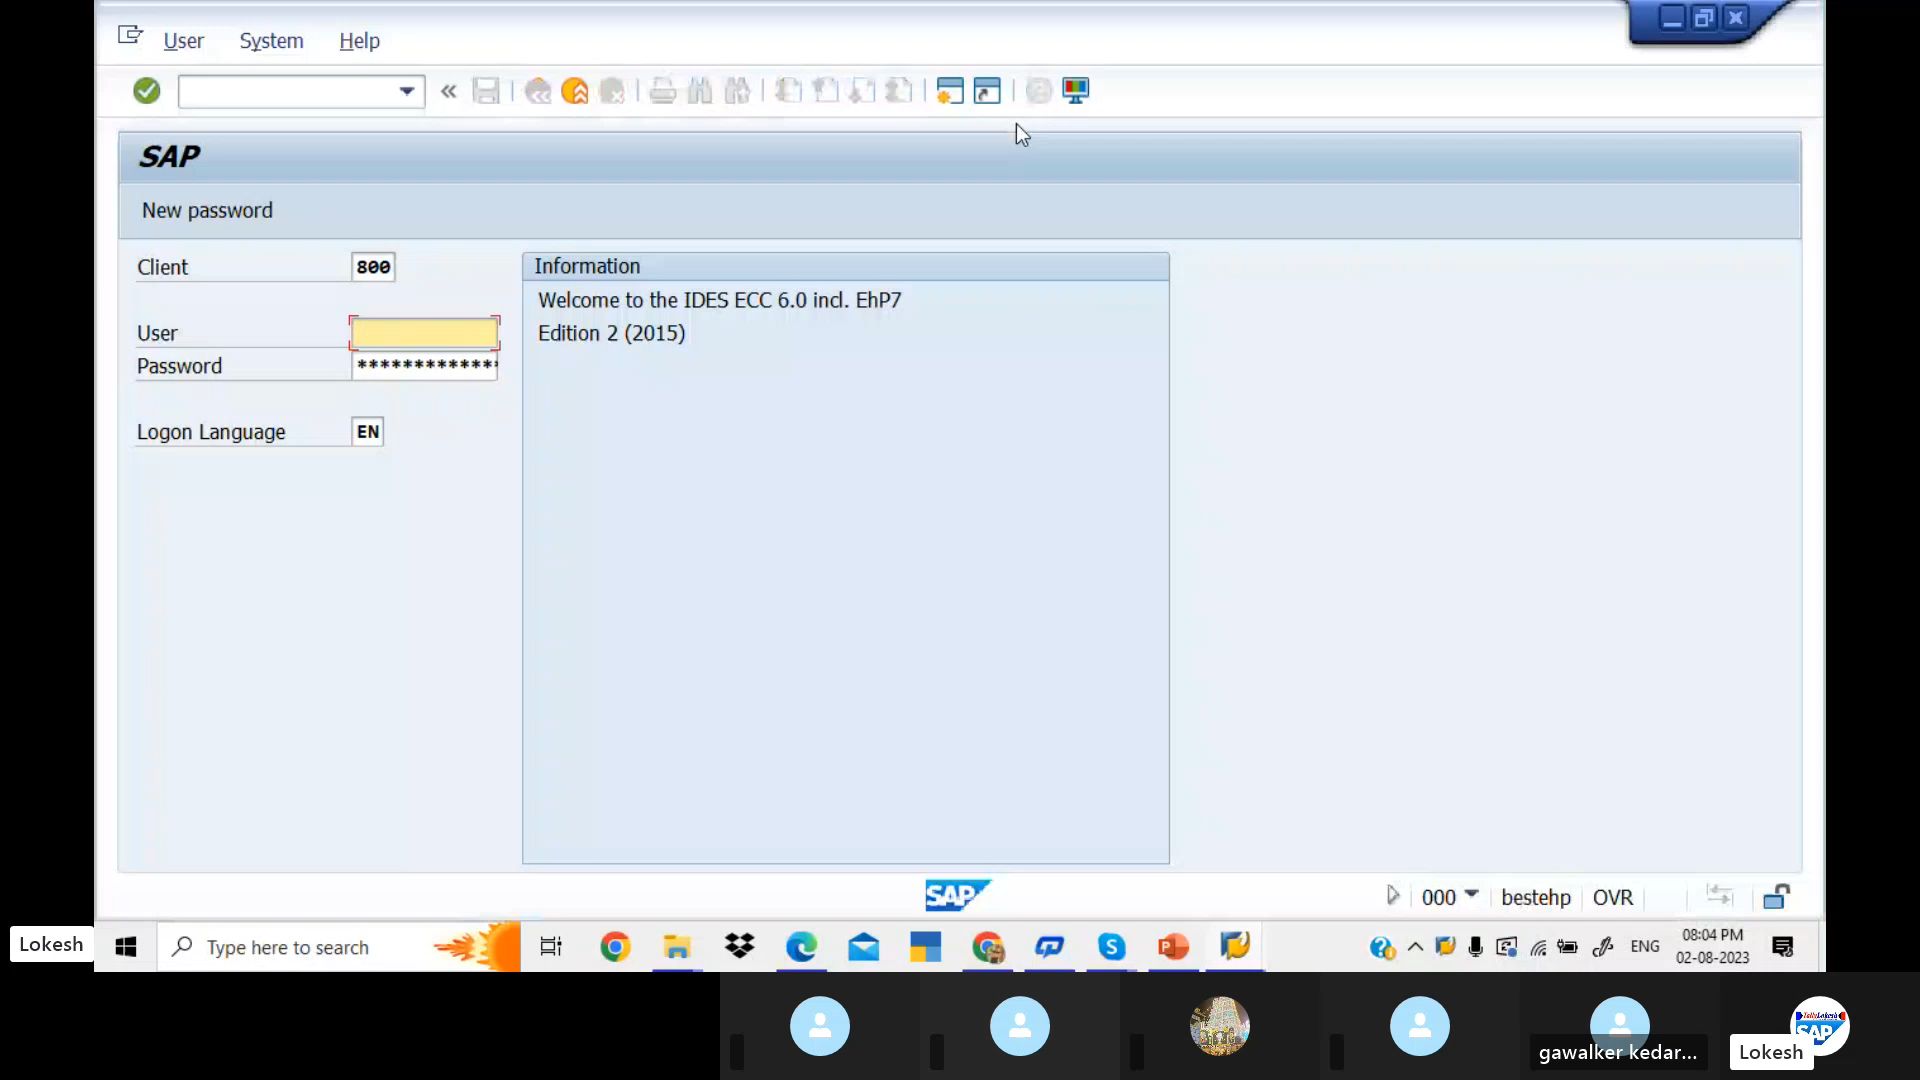 User System Help
SAP
New password
Client 800
User
Password **************
Logon Language EN
Information
Welcome to the IDES ECC 6.0 incl. EhP7
Edition 2 (2015)
SAP
000 bestehp OVR
Lokesh
Type here to search
ENG
08:04 PM
02-08-2023
gawalker kedar...
Lokesh
SAP